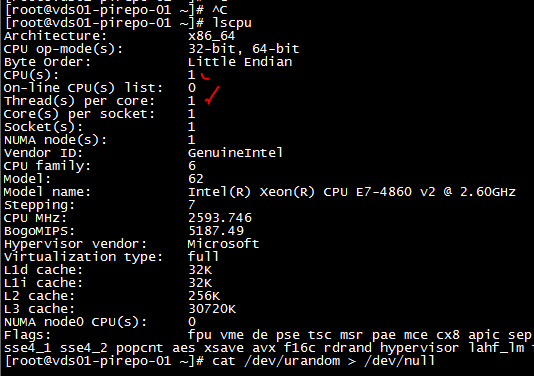 [root@vds01-pirepo-01 ~]# ^C
[root@vds01-pirepo-01 ~]# lscpu
Architecture: x86_64
CPU op-mode(s): 32-bit, 64-bit
Byte Order: Little Endian
CPU(s): 1
On-line CPU(s) list: 0
Thread(s) per core: 1
Core(s) per socket: 1
Socket(s): 1
NUMA node(s): 1
Vendor ID: GenuineIntel
CPU family: 6
Model: 62
Model name: Intel(R) Xeon(R) CPU E7-4860 v2 @ 2.60GHz
Stepping: 7
CPU MHz: 2593.746
BogoMIPS: 5187.49
Hypervisor vendor: Microsoft
Virtualization type: full
L1d cache: 32K
L1i cache: 32K
L2 cache: 256K
L3 cache: 30720K
NUMA node0 CPU(s): 0
Flags: fpu vme de pse tsc msr pae mce cx8 apic sep
sse4_1 sse4_2 popcnt aes xsave avx f16c rdrand hypervisor lahf_lm
[root@vds01-pirepo-01 ~]# cat /dev/urandom > /dev/null